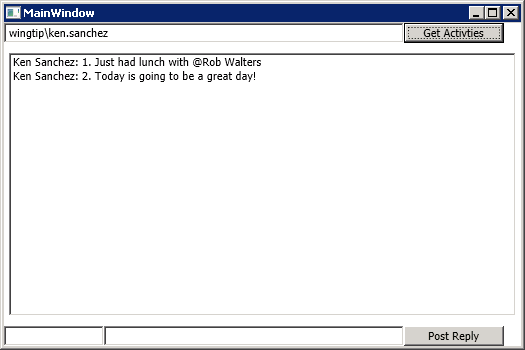 MainWindow
wingtip\ken.sanchez
Get Activties
Ken Sanchez: 1. Just had lunch with @Rob Walters
Ken Sanchez: 2. Today is going to be a great day!
Post Reply